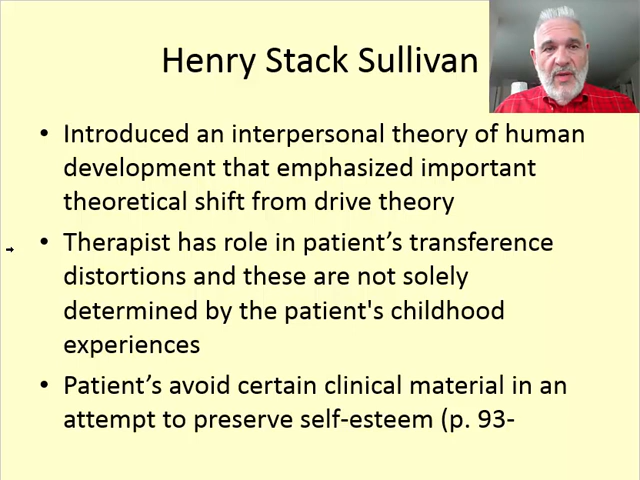 Henry Stack Sullivan
• Introduced an interpersonal theory of human
development that emphasized important
theoretical shift from drive theory
• Therapist has role in patient’s transference
distortions and these are not solely
determined by the patient's childhood
experiences
• Patient’s avoid certain clinical material in an
attempt to preserve self-esteem (p. 93-